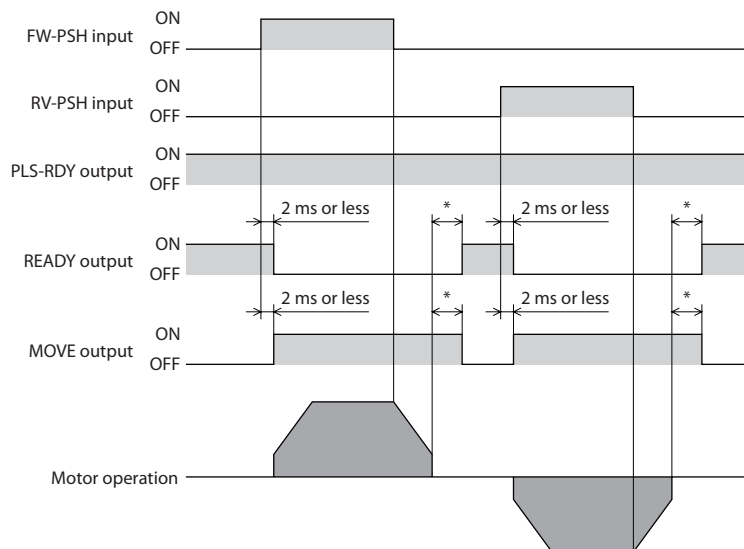 FW-PSH input
ON
OFF
RV-PSH input
ON
OFF
PLS-RDY output
ON
OFF
2 ms or less
*
2 ms or less
*
READY output
ON
OFF
2 ms or less
*
2 ms or less
*
MOVE output
ON
OFF
Motor operation